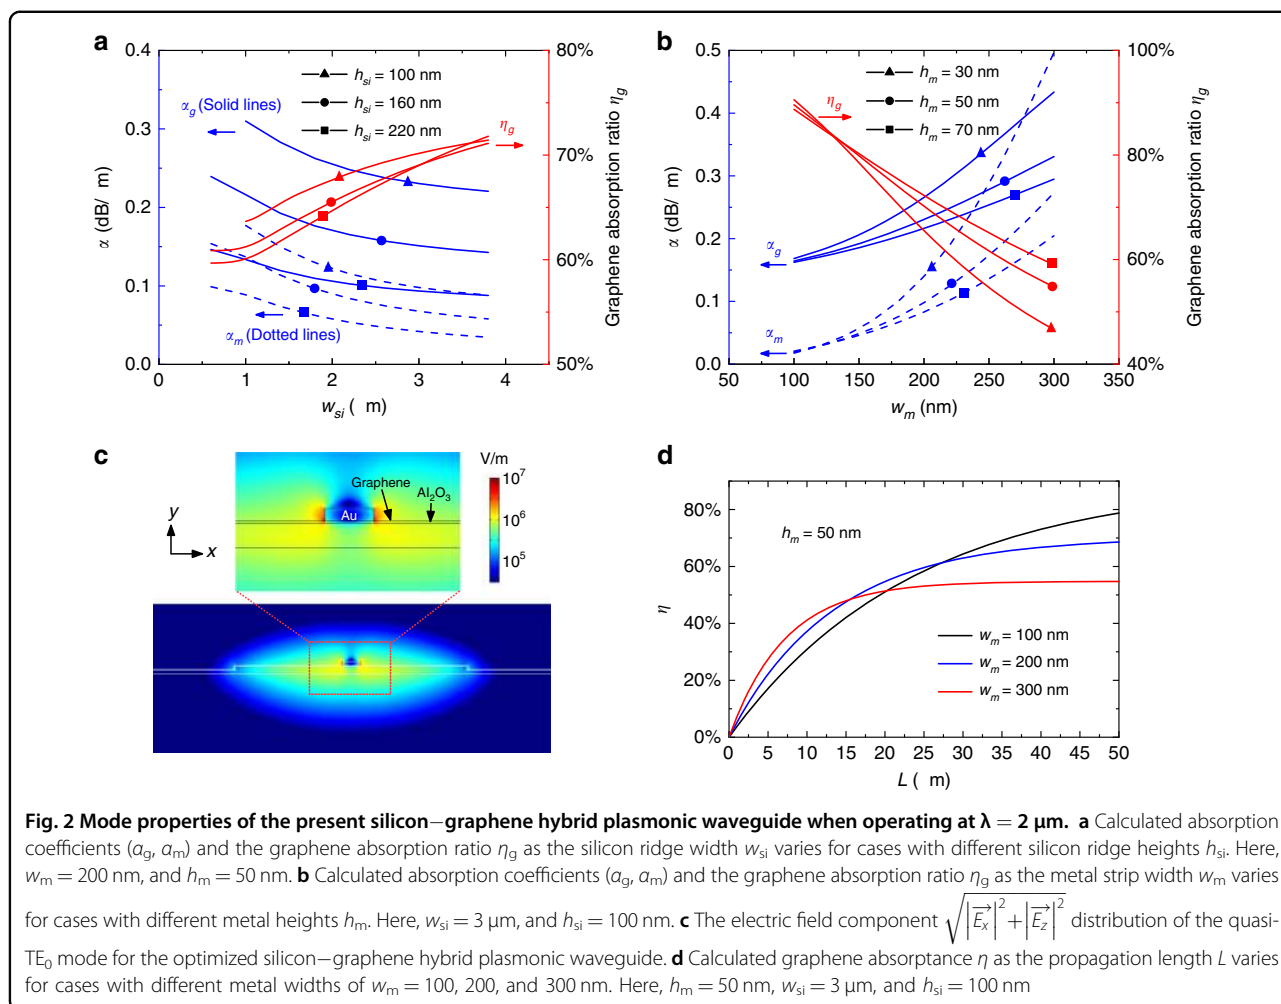 a
0.4
0.3
0.2
0.1
0.0
α (dB/ m)
0
1
2
3
4
w_si ( m)
80%
70%
60%
50%
Graphene absorption ratio η_g
h_si = 100 nm
h_si = 160 nm
h_si = 220 nm
α_g (Solid lines)
η_g
α_m (Dotted lines)
b
0.5
0.4
0.3
0.2
0.1
0.0
α (dB/ m)
50
100
150
200
250
300
350
w_m (nm)
100%
80%
60%
40%
Graphene absorption ratio η_g
h_m = 30 nm
h_m = 50 nm
h_m = 70 nm
η_g
α_g
α_m
c
y
x
Graphene
Al₂O₃
Au
V/m
10⁷
10⁶
10⁵
d
80%
60%
40%
20%
0%
η
0
5
10
15
20
25
30
35
40
45
50
L ( m)
h_m = 50 nm
w_m = 100 nm
w_m = 200 nm
w_m = 300 nm
Fig. 2 Mode properties of the present silicon−graphene hybrid plasmonic waveguide when operating at λ = 2 μm. a Calculated absorption
coefficients (α_g, α_m) and the graphene absorption ratio η_g as the silicon ridge width w_si varies for cases with different silicon ridge heights h_si. Here,
w_m = 200 nm, and h_m = 50 nm. b Calculated absorption coefficients (α_g, α_m) and the graphene absorption ratio η_g as the metal strip width w_m varies
for cases with different metal heights h_m. Here, w_si = 3 μm, and h_si = 100 nm. c The electric field component √(|E⃗_x|² + |E⃗_z|²) distribution of the quasi-
TE₀ mode for the optimized silicon−graphene hybrid plasmonic waveguide. d Calculated graphene absorptance η as the propagation length L varies
for cases with different metal widths of w_m = 100, 200, and 300 nm. Here, h_m = 50 nm, w_si = 3 μm, and h_si = 100 nm